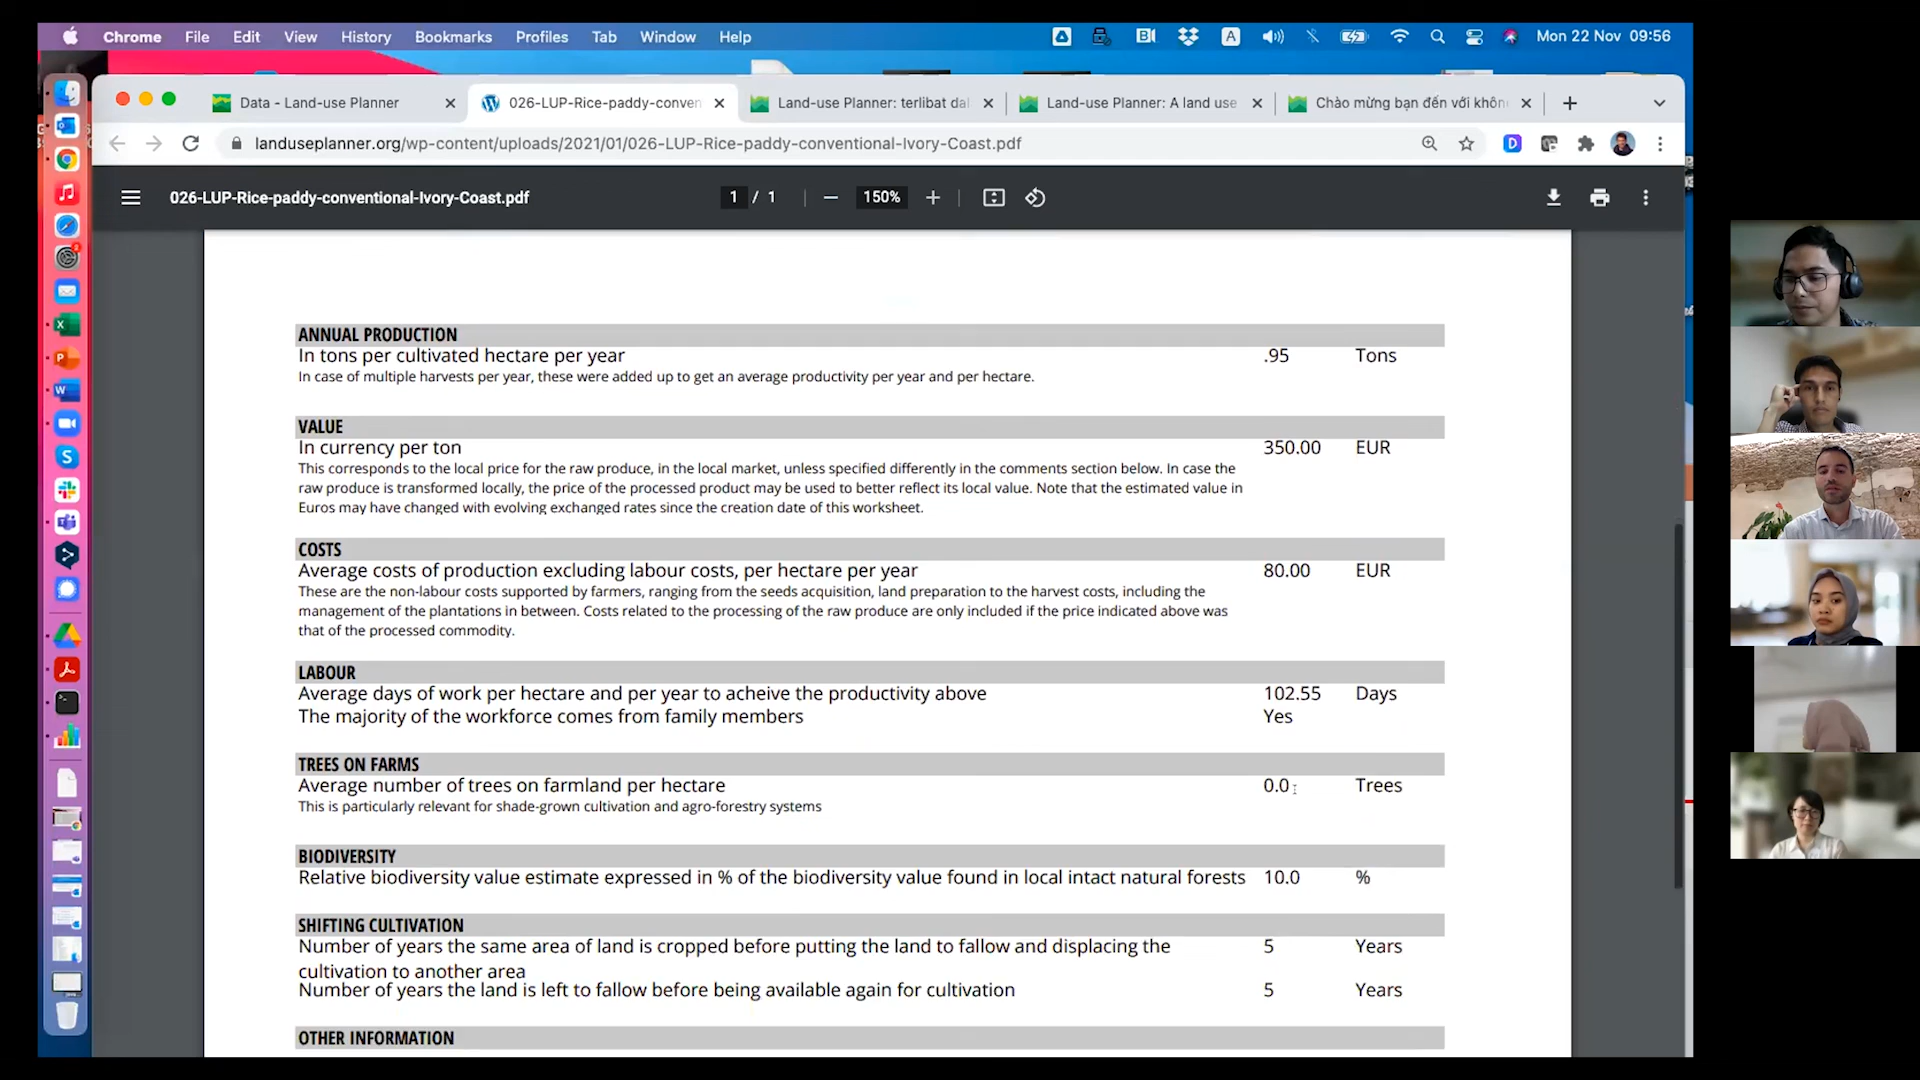 Chrome File Edit View History Bookmarks Profiles Tab Window Help Mon 22 Nov 09:56
Data - Land-use Planner
026-LUP-Rice-paddy-conven
Land-use Planner: terlibat dal
Land-use Planner: A land use
Chào mừng bạn đến với khôn
landuseplanner.org/wp-content/uploads/2021/01/026-LUP-Rice-paddy-conventional-Ivory-Coast.pdf
026-LUP-Rice-paddy-conventional-Ivory-Coast.pdf 1 / 1 150%
ANNUAL PRODUCTION
In tons per cultivated hectare per year .95 Tons
In case of multiple harvests per year, these were added up to get an average productivity per year and per hectare.
VALUE
In currency per ton 350.00 EUR
This corresponds to the local price for the raw produce, in the local market, unless specified differently in the comments section below. In case the
raw produce is transformed locally, the price of the processed product may be used to better reflect its local value. Note that the estimated value in
Euros may have changed with evolving exchanged rates since the creation date of this worksheet.
COSTS
Average costs of production excluding labour costs, per hectare per year 80.00 EUR
These are the non-labour costs supported by farmers, ranging from the seeds acquisition, land preparation to the harvest costs, including the
management of the plantations in between. Costs related to the processing of the raw produce are only included if the price indicated above was
that of the processed commodity.
LABOUR
Average days of work per hectare and per year to acheive the productivity above 102.55 Days
The majority of the workforce comes from family members Yes
TREES ON FARMS
Average number of trees on farmland per hectare 0.0 Trees
This is particularly relevant for shade-grown cultivation and agro-forestry systems
BIODIVERSITY
Relative biodiversity value estimate expressed in % of the biodiversity value found in local intact natural forests 10.0 %
SHIFTING CULTIVATION
Number of years the same area of land is cropped before putting the land to fallow and displacing the 5 Years
cultivation to another area
Number of years the land is left to fallow before being available again for cultivation 5 Years
OTHER INFORMATION